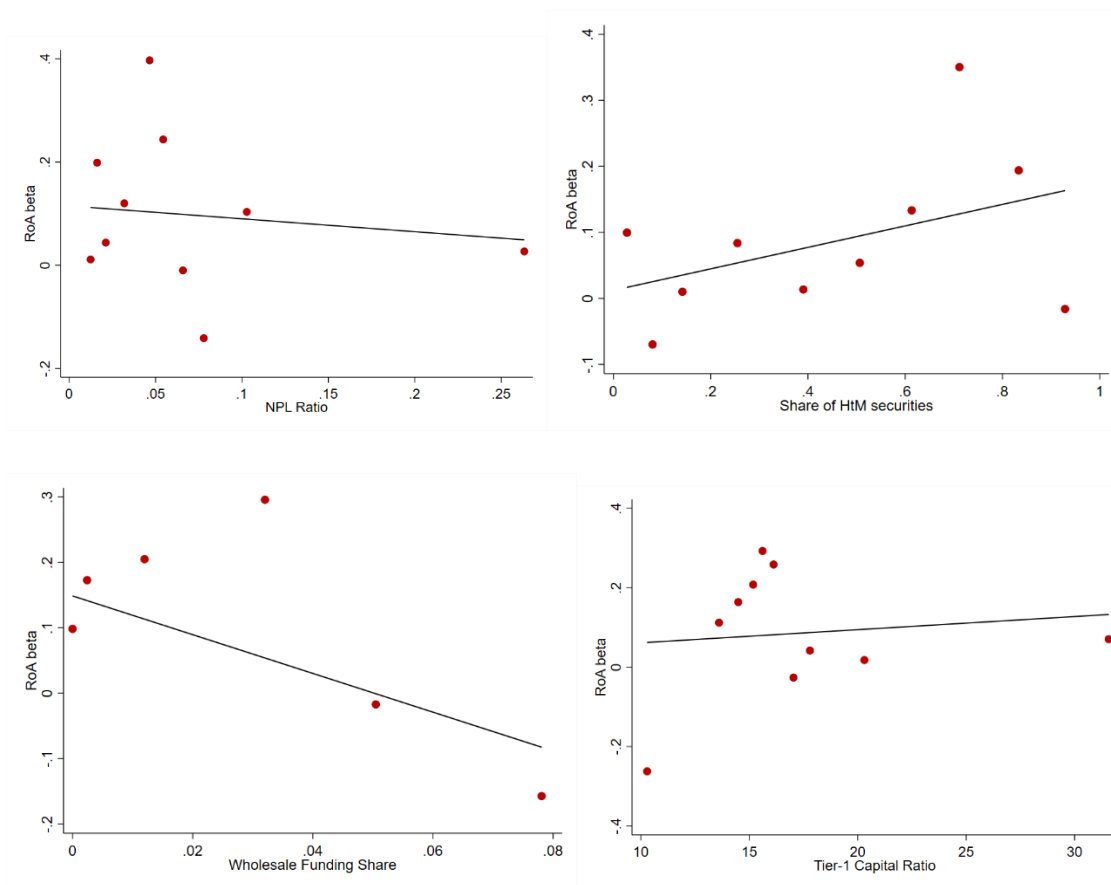 .4
.2
0
-.2
RoA beta
0 .05 .1 .15 .2 .25
NPL Ratio
.4
.3
.2
.1
0
-.1
RoA beta
0 .2 .4 .6 .8 1
Share of HtM securities
.3
.2
.1
0
-.1
-.2
RoA beta
0 .02 .04 .06 .08
Wholesale Funding Share
.4
.2
0
-.2
-.4
RoA beta
10 15 20 25 30
Tier-1 Capital Ratio